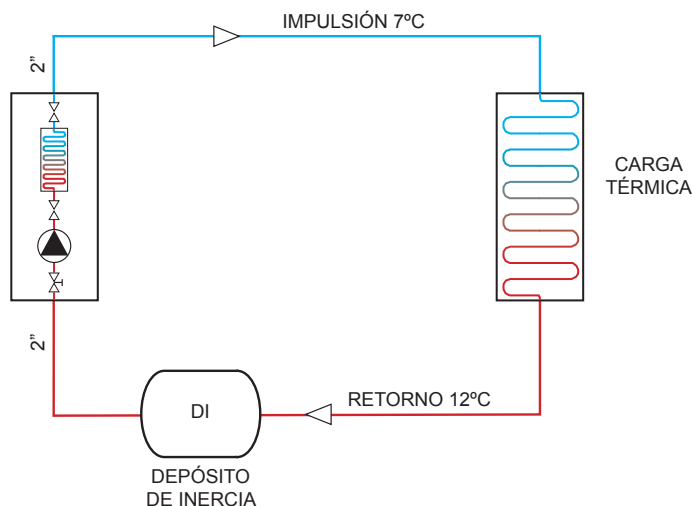 IMPULSIÓN 7ºC
2”
CARGA
TÉRMICA
2”
RETORNO 12ºC
DI
DEPÓSITO
DE INERCIA